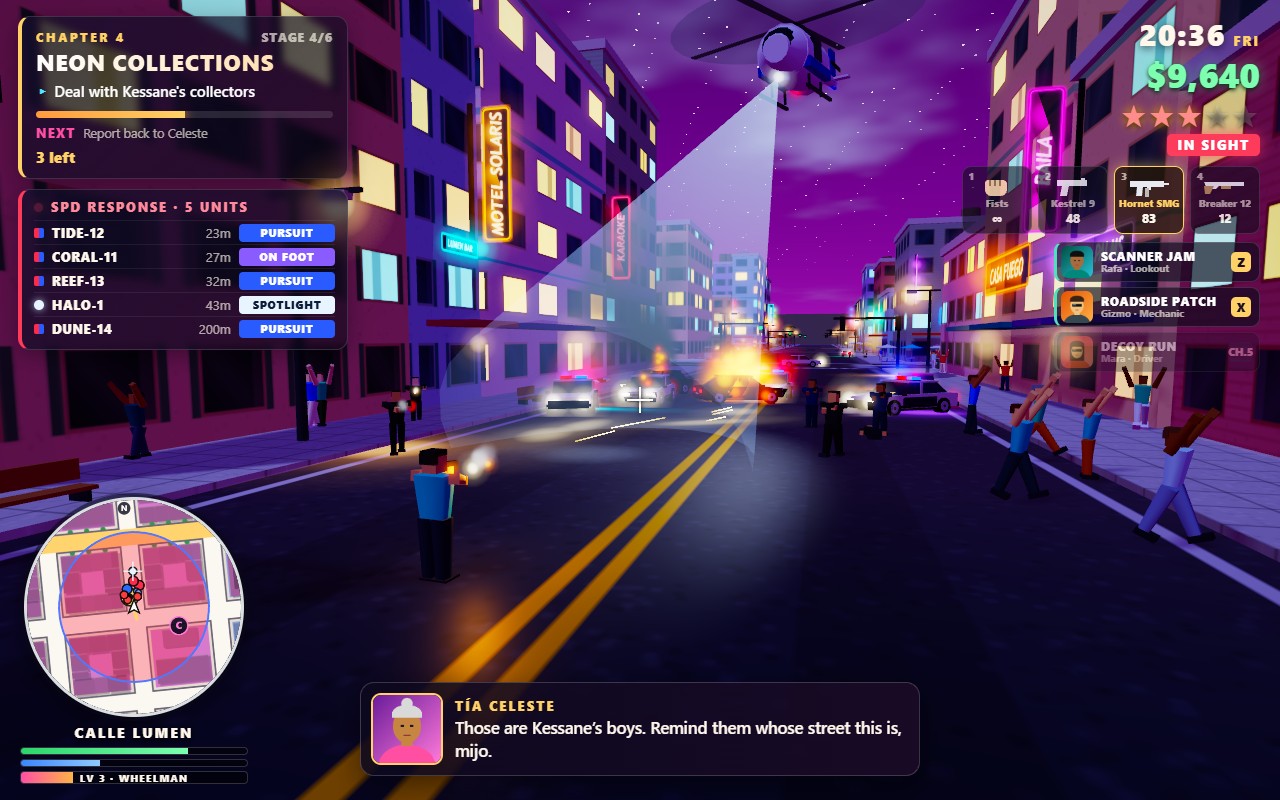 CHAPTER 4
STAGE 4/6
NEON COLLECTIONS
Deal with Kessane's collectors
NEXT Report back to Celeste
3 left
SPD RESPONSE · 5 UNITS
TIDE-12 23m PURSUIT
CORAL-11 27m ON FOOT
REEF-13 32m PURSUIT
HALO-1 43m SPOTLIGHT
DUNE-14 200m PURSUIT
MOTEL SOLARIS
LUMEN BAR
KARAOKE
BAILA
CASA FUEGO
20:36 FRI
$9,640
IN SIGHT
1 Fists ∞
2 Kestrel 9 48
3 Hornet SMG 83
4 Breaker 12 12
SCANNER JAM
Rafa · Lookout
Z
ROADSIDE PATCH
Gizmo · Mechanic
X
DECOY RUN
Mara · Driver
CH.5
N
C
CALLE LUMEN
LV 3 · WHEELMAN
TÍA CELESTE
Those are Kessane's boys. Remind them whose street this is,
mijo.